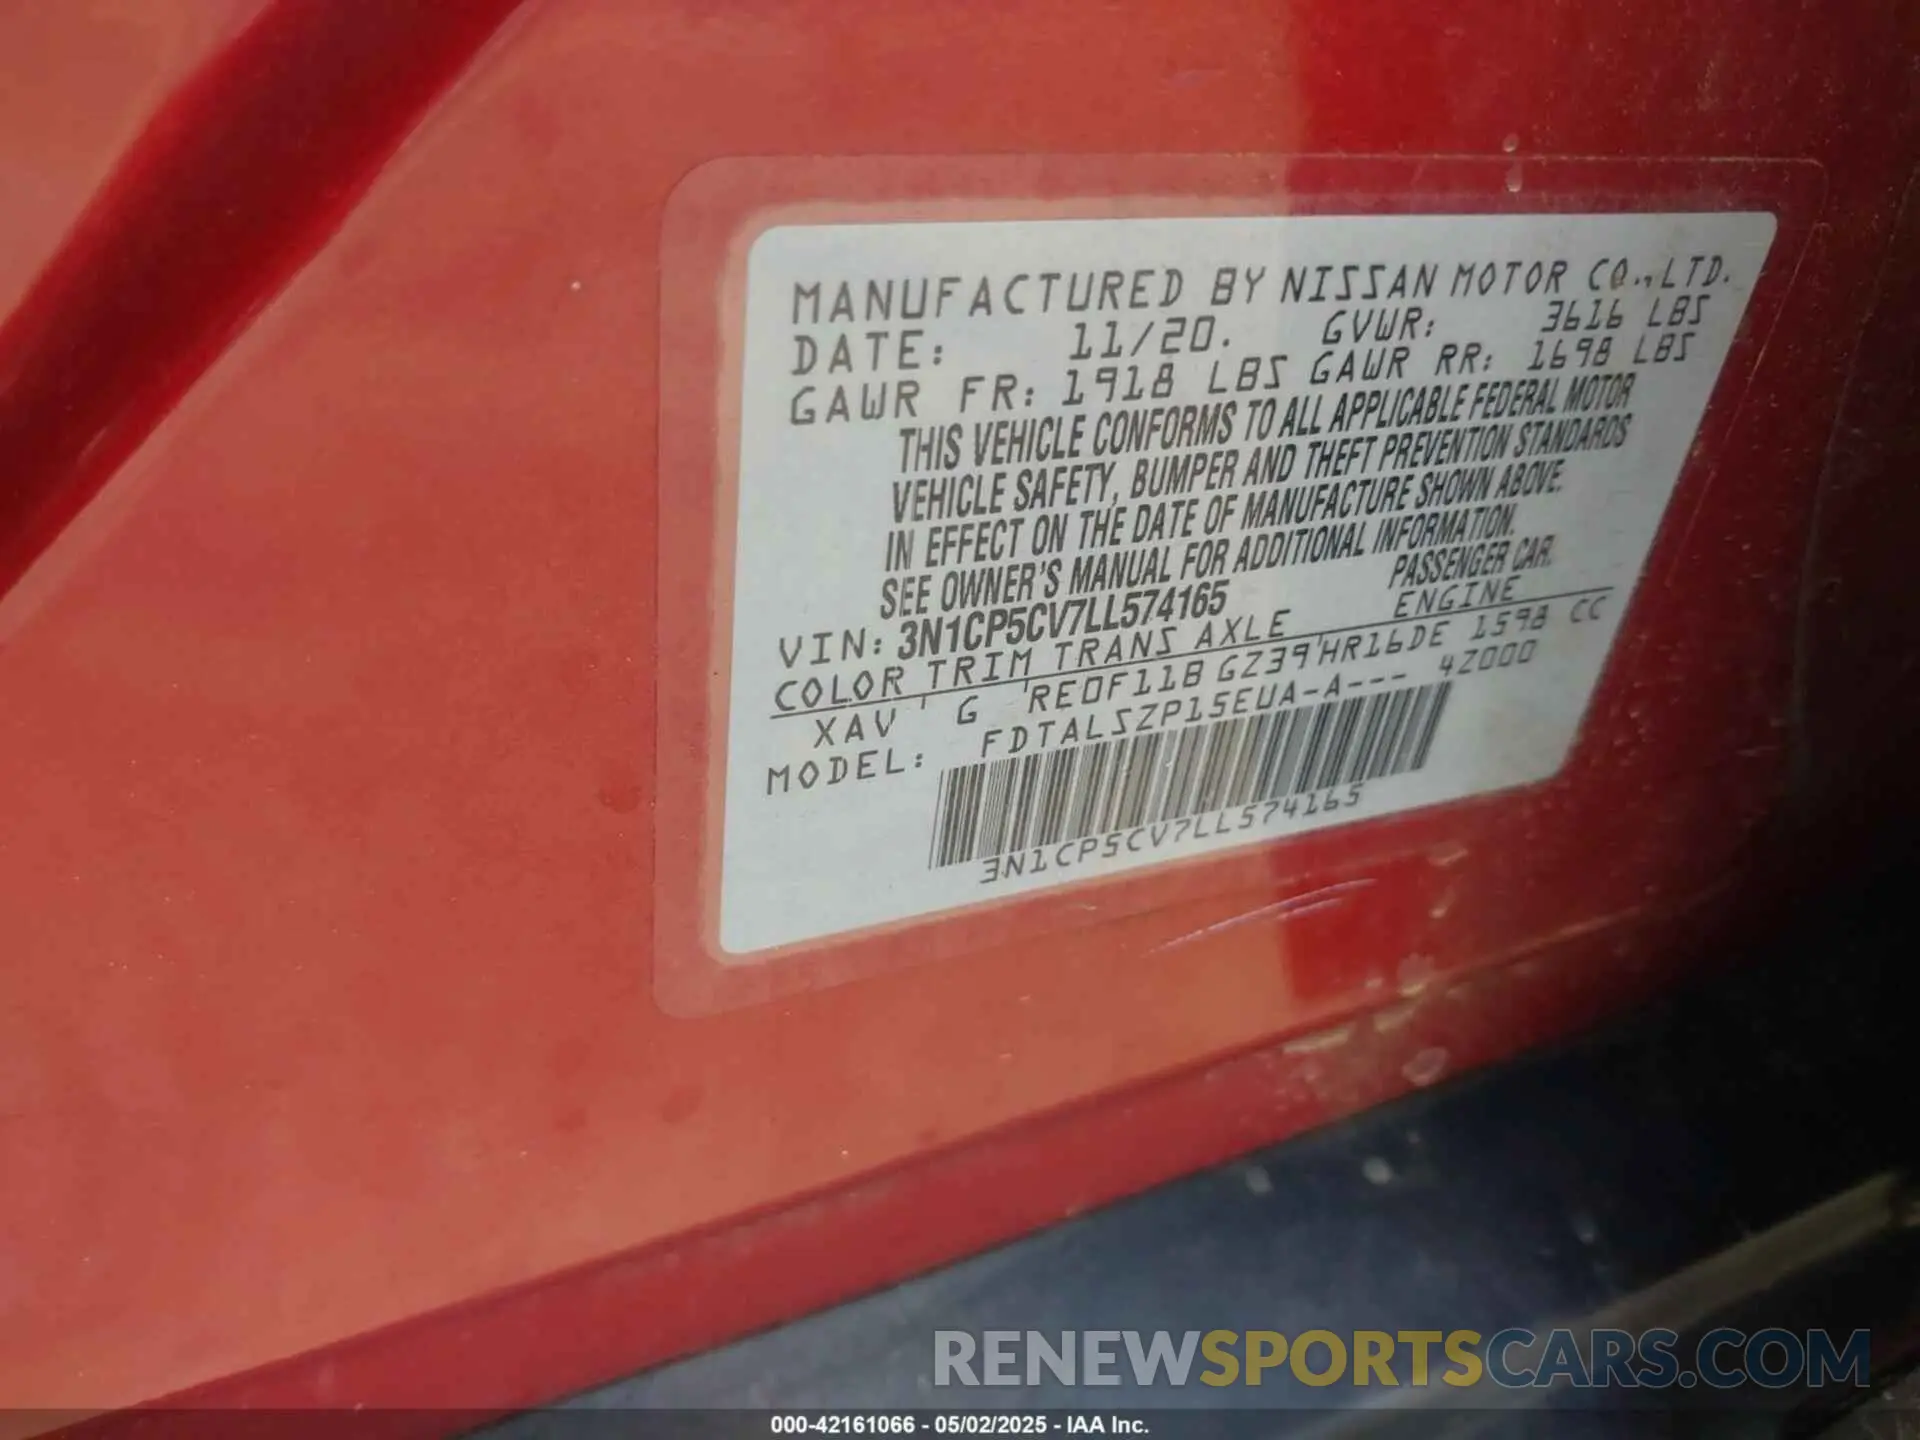 MANUFACTURED BY NISSAN MOTOR CO., LTD.
DATE: 11/20. GVWR: 3616 LBS
GAWR FR: 1918 LBS GAWR RR: 1698 LBS
THIS VEHICLE CONFORMS TO ALL APPLICABLE FEDERAL MOTOR
VEHICLE SAFETY, BUMPER AND THEFT PREVENTION STANDARDS
IN EFFECT ON THE DATE OF MANUFACTURE SHOWN ABOVE.
SEE OWNER'S MANUAL FOR ADDITIONAL INFORMATION.
PASSENGER CAR.
VIN: 3N1CP5CV7LL574165
COLOR TRIM TRANS AXLE ENGINE
XAV G RE0F11B GZ39 HR16DE 1598 CC
MODEL: FDTALSZP15EUA-A--- 4Z000
3N1CP5CV7LL574165
RENEWSPORTSCARS.COM
000-42161066 - 05/02/2025 - IAA Inc.